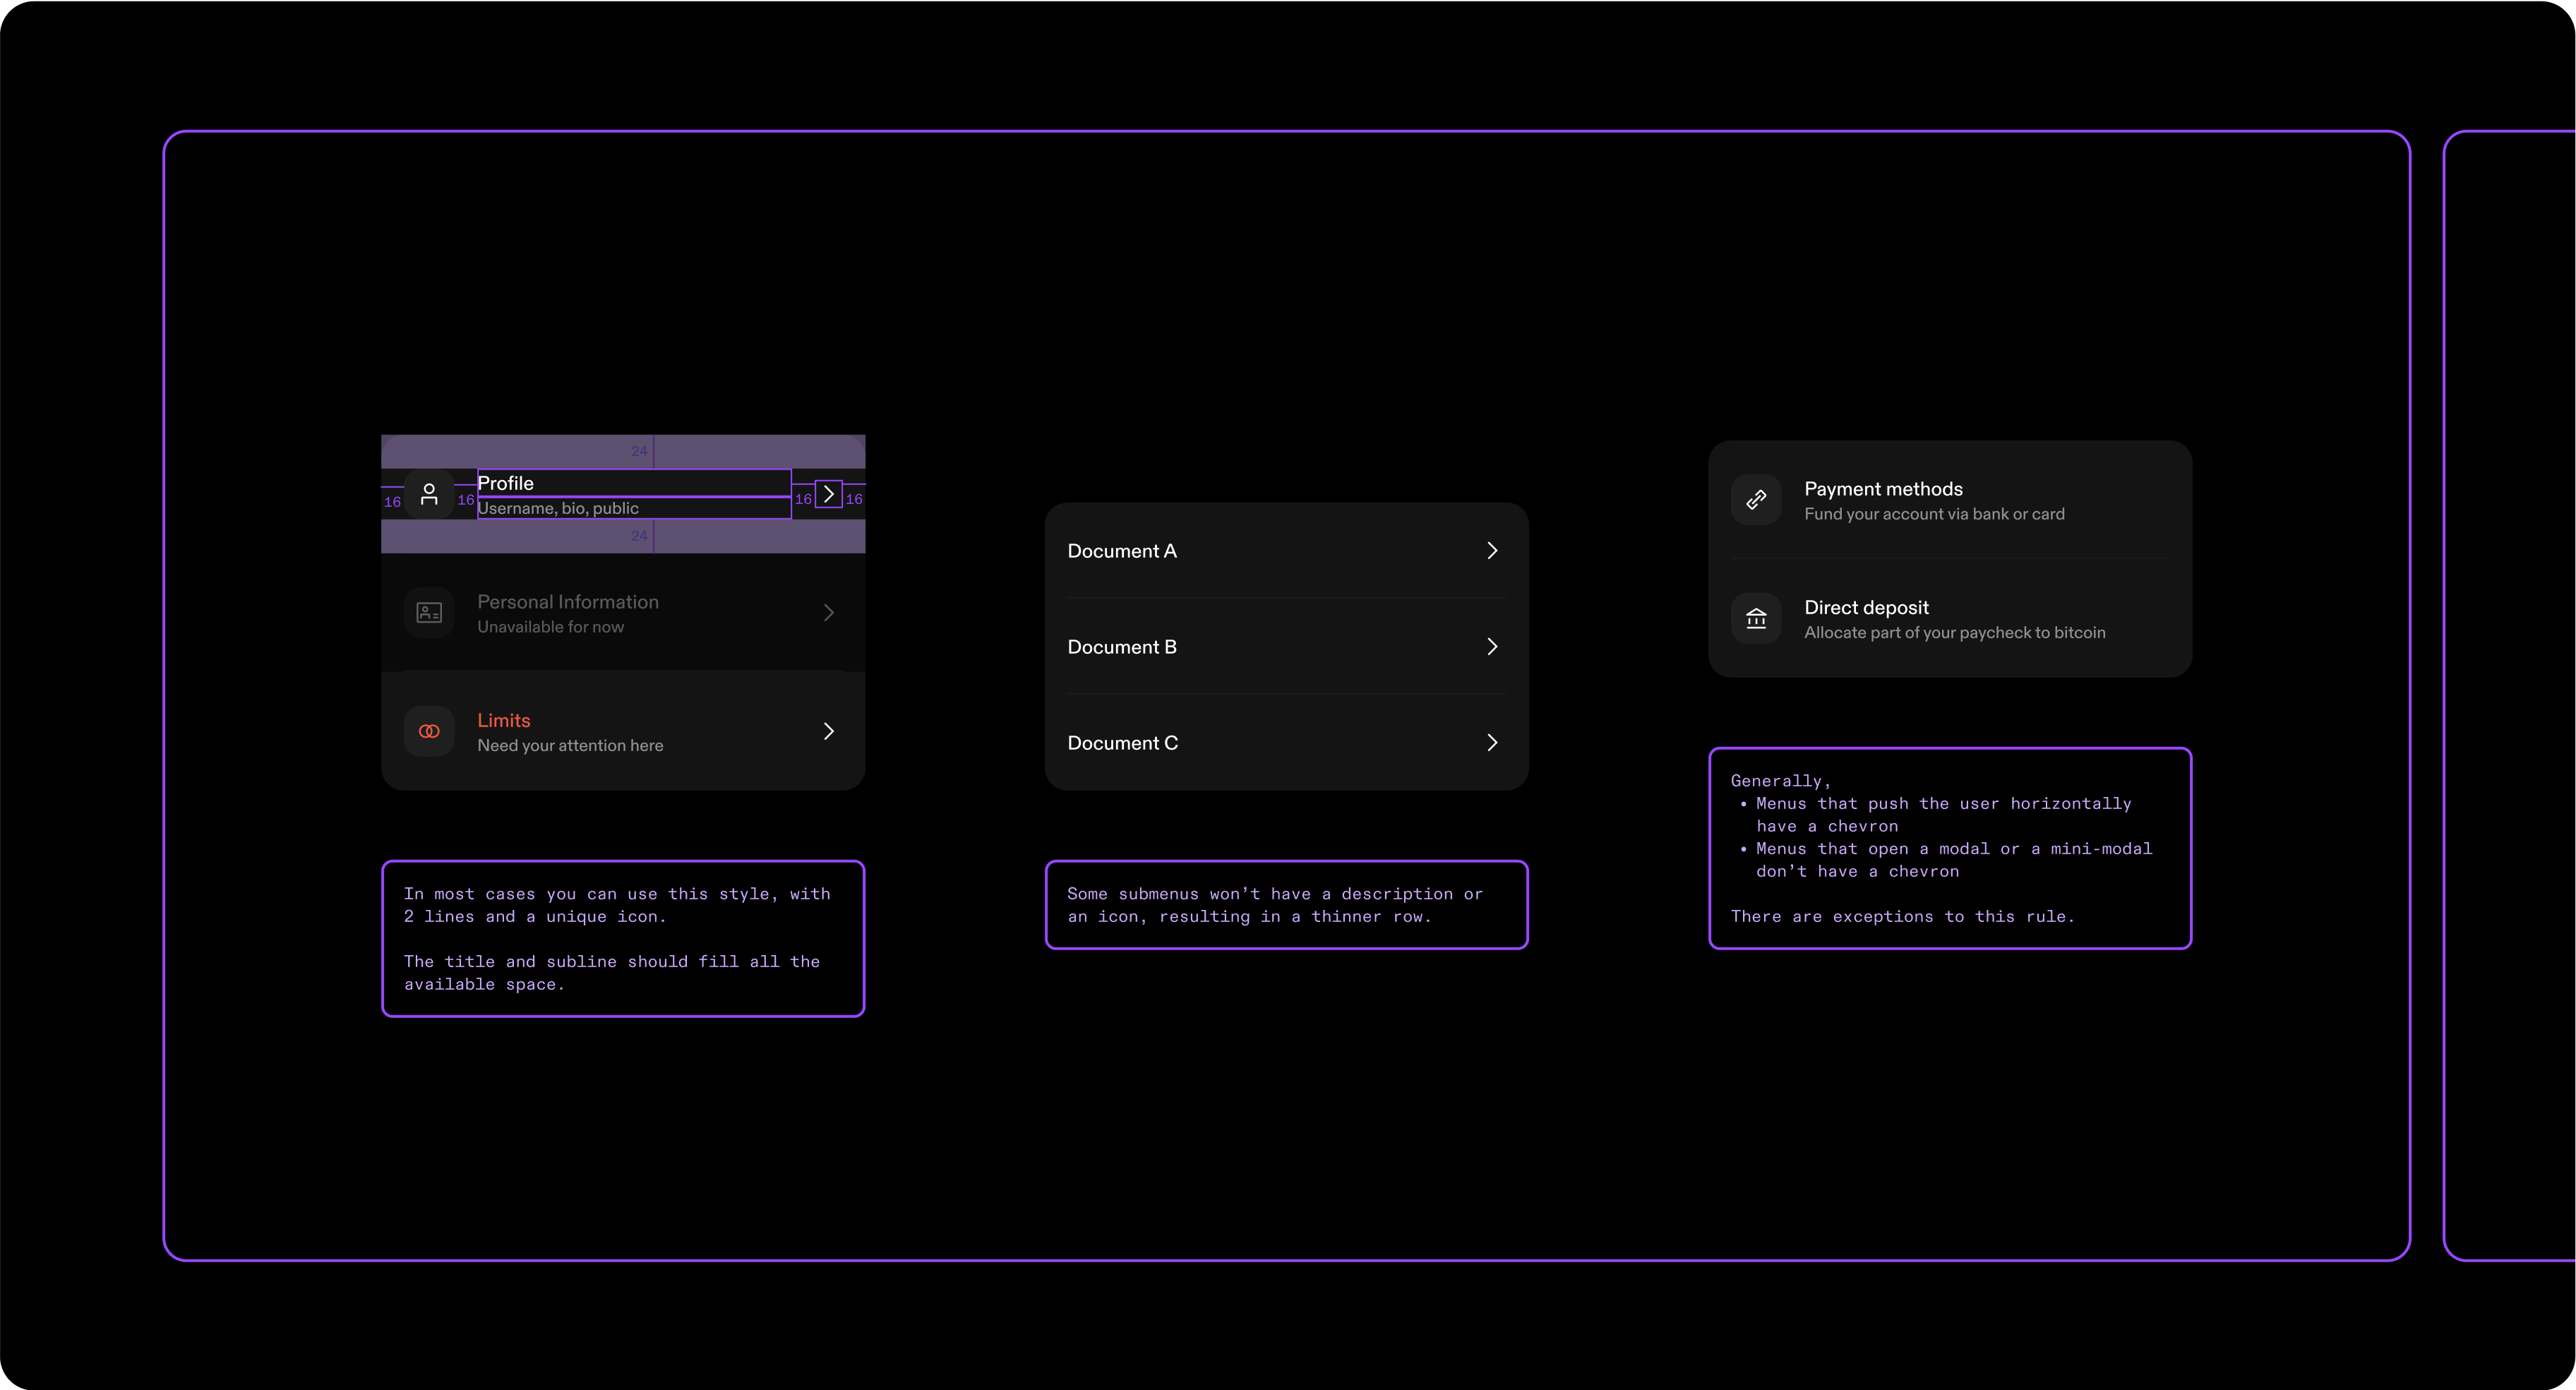 24
Profile
16
16
16
16
Username, bio, public
24
Personal Information
Unavailable for now
Limits
Need your attention here
In most cases you can use this style, with
2 lines and a unique icon.
The title and subline should fill all the
available space.
Document A
Document B
Document C
Some submenus won’t have a description or
an icon, resulting in a thinner row.
Payment methods
Fund your account via bank or card
Direct deposit
Allocate part of your paycheck to bitcoin
Generally,
• Menus that push the user horizontally
have a chevron
• Menus that open a modal or a mini-modal
don’t have a chevron
There are exceptions to this rule.